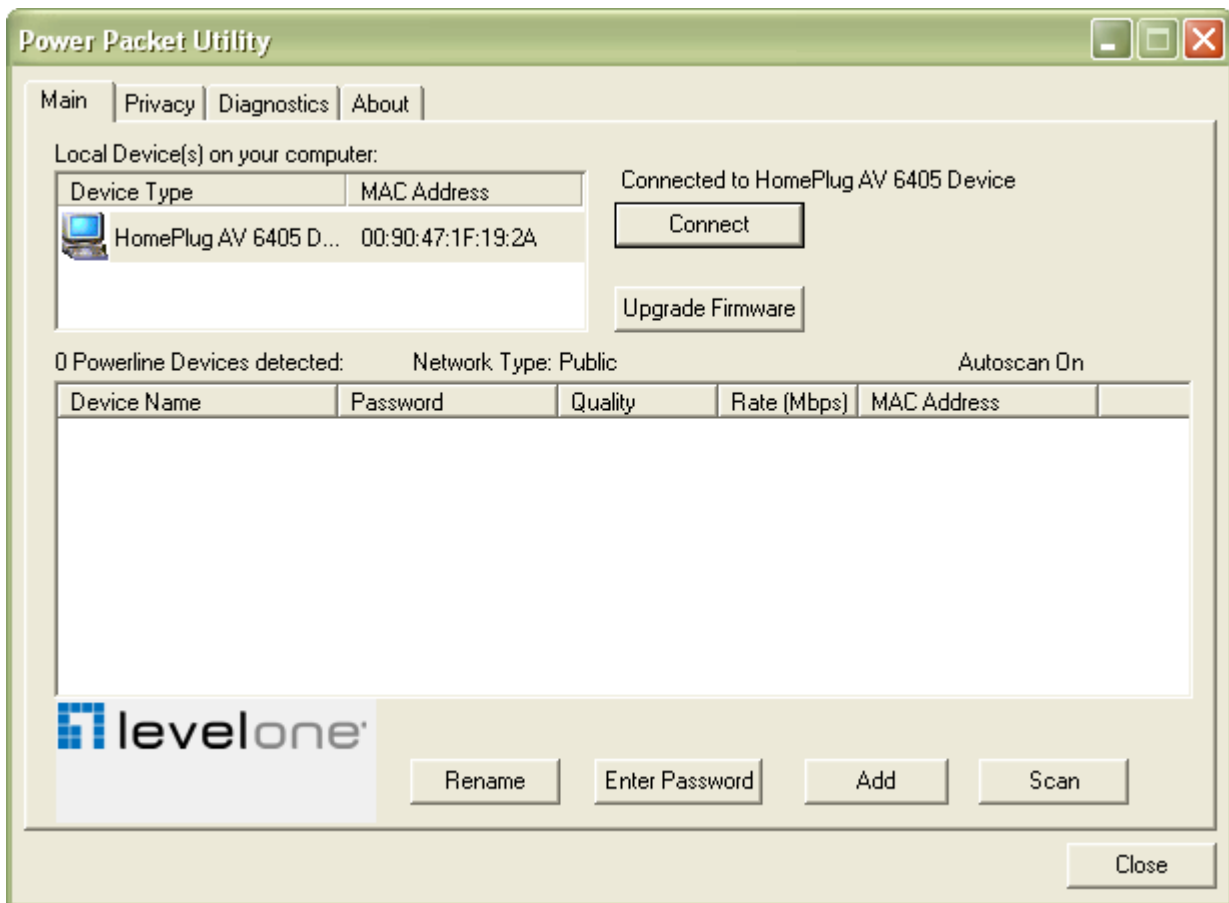 Power Packet Utility
Main Privacy Diagnostics About
Local Device(s) on your computer:
Device Type MAC Address
HomePlug AV 6405 D... 00:90:47:1F:19:2A
Connected to HomePlug AV 6405 Device
Connect
Upgrade Firmware
0 Powerline Devices detected: Network Type: Public Autoscan On
Device Name Password Quality Rate (Mbps) MAC Address
levelone
Rename Enter Password Add Scan
Close